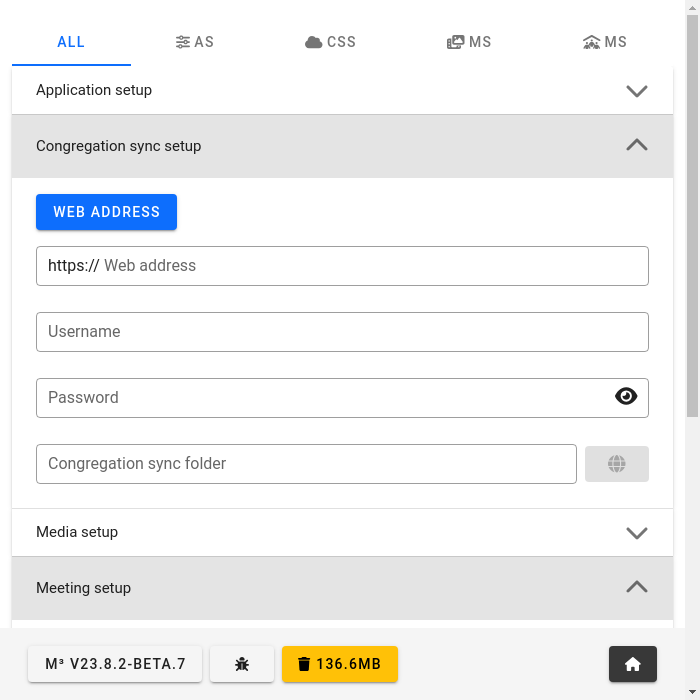 ALL
AS
CSS
MS
MS
Application setup
Congregation sync setup
WEB ADDRESS
https:// Web address
Username
Password
Congregation sync folder
Media setup
Meeting setup
M³ V23.8.2-BETA.7
136.6MB